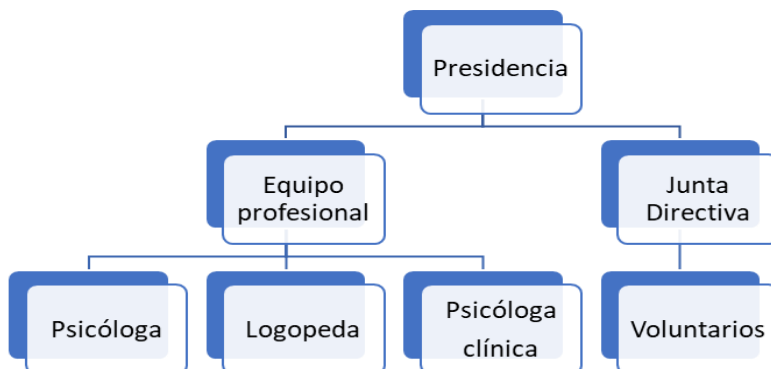 Presidencia
Equipo
profesional
Junta
Directiva
Psicóloga
Logopeda
Psicóloga
clínica
Voluntarios